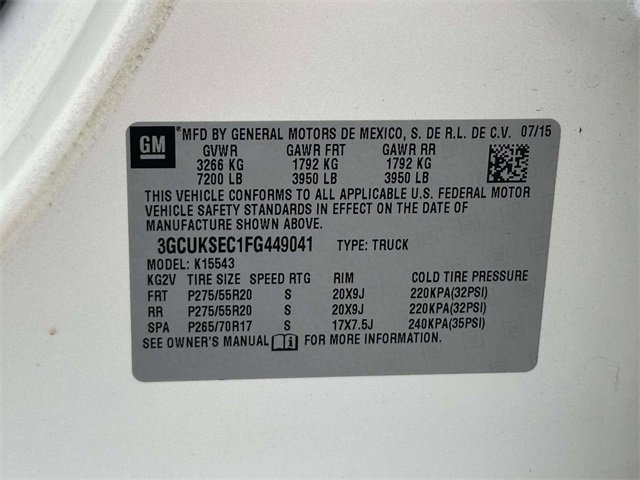 GM *MFD BY GENERAL MOTORS DE MEXICO, S. DE R.L. DE C.V. 07/15
GVWR GAWR FRT GAWR RR
3266 KG 1792 KG 1792 KG
7200 LB 3950 LB 3950 LB
THIS VEHICLE CONFORMS TO ALL APPLICABLE U.S. FEDERAL MOTOR
VEHICLE SAFETY STANDARDS IN EFFECT ON THE DATE OF
MANUFACTURE SHOWN ABOVE.
3GCUKSEC1FG449041 TYPE: TRUCK
MODEL: K15543
KG2V TIRE SIZE SPEED RTG RIM COLD TIRE PRESSURE
FRT P275/55R20 S 20X9J 220KPA(32PSI)
RR P275/55R20 S 20X9J 220KPA(32PSI)
SPA P265/70R17 S 17X7.5J 240KPA(35PSI)
SEE OWNER'S MANUAL FOR MORE INFORMATION.